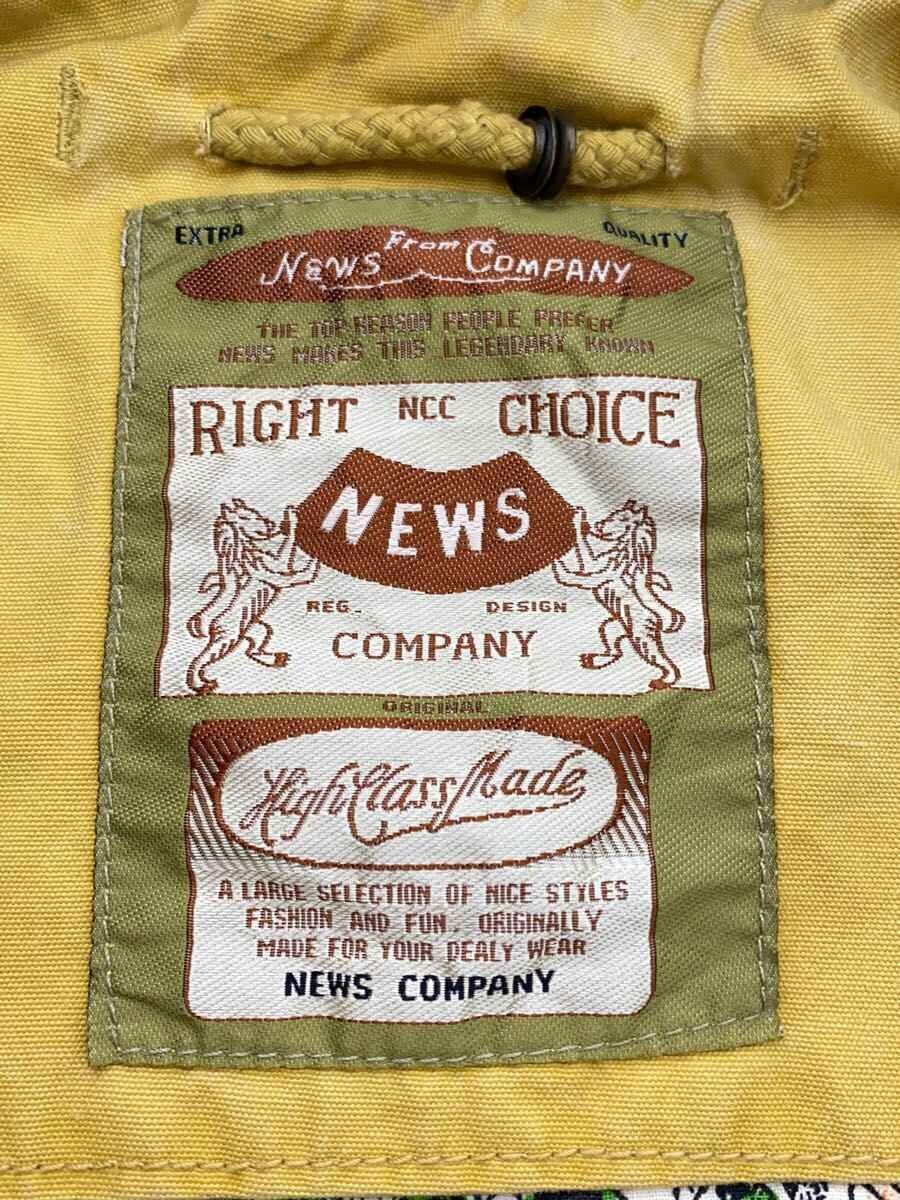 EXTRA QUALITY
From
NEWS COMPANY
THE TOP REASON PEOPLE PREFER
NEWS MAKES THIS LEGENDARY KNOWN
RIGHT NCC CHOICE
NEWS
REG. DESIGN
COMPANY
ORIGINAL
High Class Made
A LARGE SELECTION OF NICE STYLES
FASHION AND FUN. ORIGINALLY
MADE FOR YOUR DEALY WEAR
NEWS COMPANY